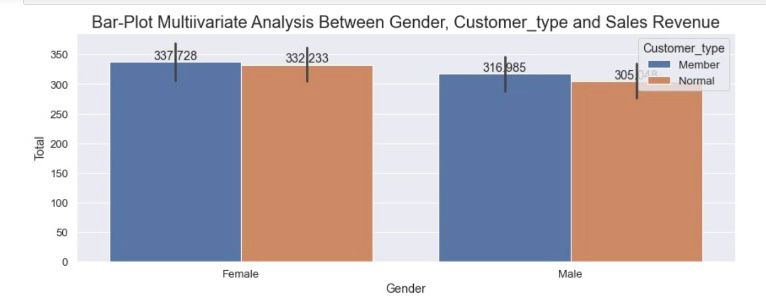 Bar-Plot Multiivariate Analysis Between Gender, Customer_type and Sales Revenue
Total
350
300
250
200
150
100
50
0
337.728
332.233
316.985
Customer_type
Member
Normal
Female
Male
Gender